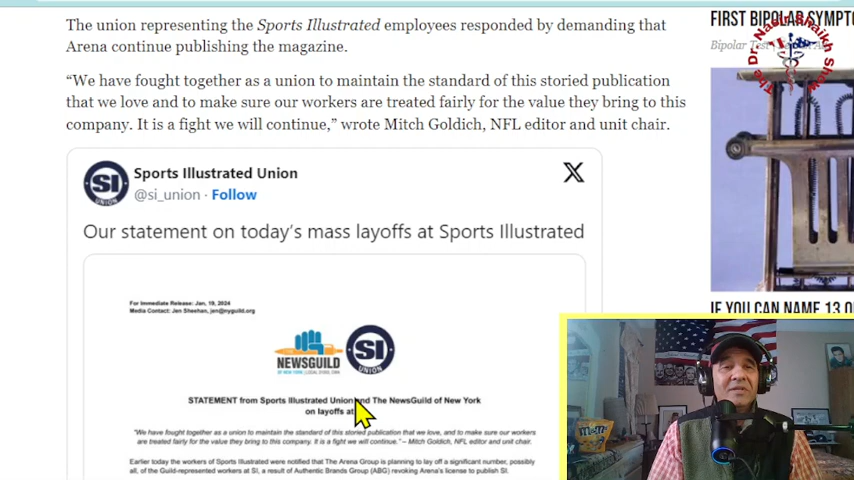 The union representing the Sports Illustrated employees responded by demanding that
Arena continue publishing the magazine.
“We have fought together as a union to maintain the standard of this storied publication
that we love and to make sure our workers are treated fairly for the value they bring to this
company. It is a fight we will continue,” wrote Mitch Goldich, NFL editor and unit chair.
Sports Illustrated Union
@si_union · Follow
Our statement on today’s mass layoffs at Sports Illustrated
For Immediate Release: Jan, 19, 2024
Media Contact: Jen Sheehan, jen@nyguild.org
NEWSGUILD
SI
UNION
STATEMENT from Sports Illustrated Union and The NewsGuild of New York
on layoffs at
"We have fought together as a union to maintain the standard of this storied publication that we love, and to make sure our workers
are treated fairly for the value they bring to this company. It is a fight we will continue." – Mitch Goldich, NFL editor and unit chair.
Earlier today the workers of Sports Illustrated were notified that The Arena Group is planning to lay off a significant number, possibly
all, of the Guild-represented workers at SI, a result of Authentic Brands Group (ABG) revoking Arena's license to publish SI.
FIRST BIPOLAR SYMPTO
Bipolar Test
The Dr. Nasir Shaikh Show
IF YOU CAN NAME 13 O
SI
UNION
m&m's